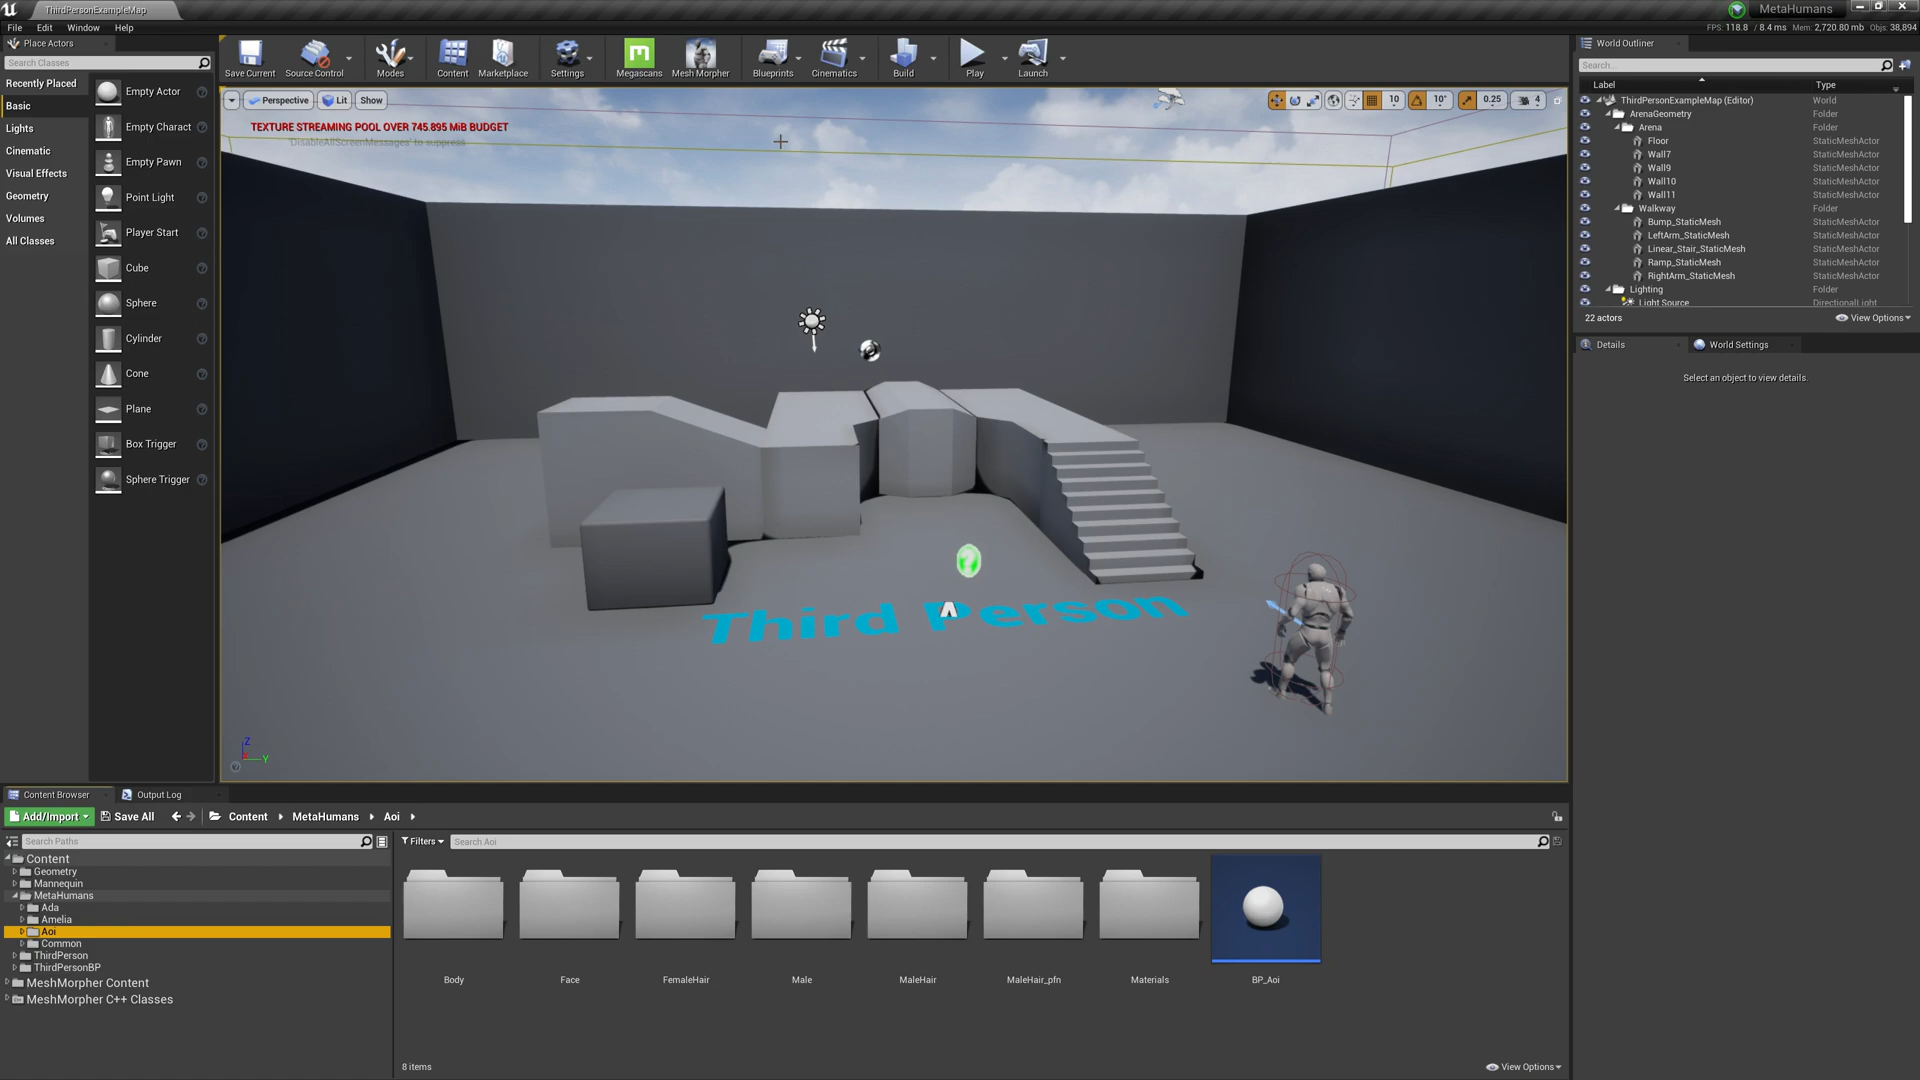 ThirdPersonExampleMap
MetaHumans
File Edit Window Help
FPS: 118.8 / 8.4 ms Mem: 2,720.80 mb Objs: 38,894
Place Actors
Search Classes
Recently Placed
Basic
Lights
Cinematic
Visual Effects
Geometry
Volumes
All Classes
Empty Actor
Empty Charact
Empty Pawn
Point Light
Player Start
Cube
Sphere
Cylinder
Cone
Plane
Box Trigger
Sphere Trigger
Save Current
Source Control
Modes
Content
Marketplace
Settings
Megascans
Mesh Morpher
Blueprints
Cinematics
Build
Play
Launch
Perspective Lit Show
10 10° 0.25 4
TEXTURE STREAMING POOL OVER 745.895 MiB BUDGET
'DisableAllScreenMessages' to suppress
Third Person
Z
Y
World Outliner
Search...
Label Type
ThirdPersonExampleMap (Editor) World
ArenaGeometry Folder
Arena Folder
Floor StaticMeshActor
Wall7 StaticMeshActor
Wall9 StaticMeshActor
Wall10 StaticMeshActor
Wall11 StaticMeshActor
Walkway Folder
Bump_StaticMesh StaticMeshActor
LeftArm_StaticMesh StaticMeshActor
Linear_Stair_StaticMesh StaticMeshActor
Ramp_StaticMesh StaticMeshActor
RightArm_StaticMesh StaticMeshActor
Lighting Folder
Light Source DirectionalLight
22 actors
View Options
Details
World Settings
Select an object to view details.
Content Browser
Output Log
Add/Import
Save All
Content MetaHumans Aoi
Search Paths
Filters
Search Aoi
Content
Geometry
Mannequin
MetaHumans
Ada
Amelia
Aoi
Common
ThirdPerson
ThirdPersonBP
MeshMorpher Content
MeshMorpher C++ Classes
Body
Face
FemaleHair
Male
MaleHair
MaleHair_pfn
Materials
BP_Aoi
8 items
View Options